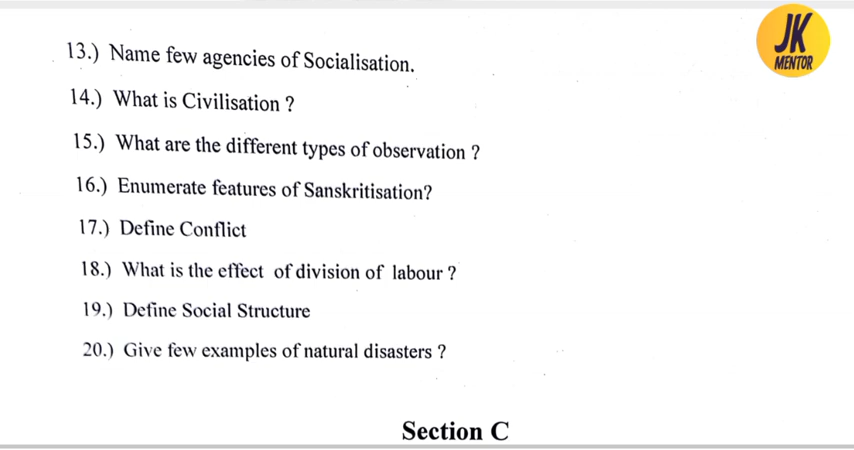 JK
MENTOR
13.) Name few agencies of Socialisation.
14.) What is Civilisation ?
15.) What are the different types of observation ?
16.) Enumerate features of Sanskritisation?
17.) Define Conflict
18.) What is the effect of division of labour ?
19.) Define Social Structure
20.) Give few examples of natural disasters ?
Section C